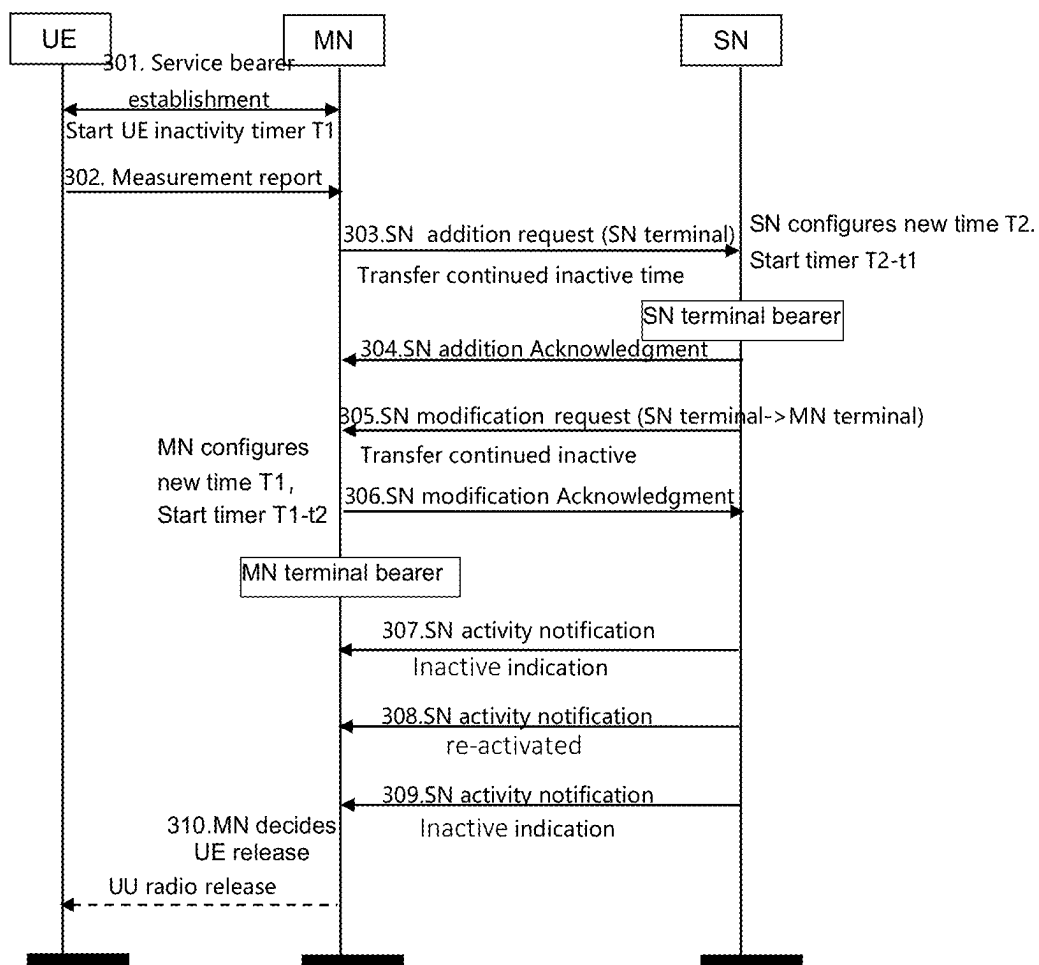 UE
MN
SN
301. Service bearer
establishment
Start UE inactivity timer T1
302. Measurement report
303.SN addition request (SN terminal)
Transfer continued inactive time
SN configures new time T2.
Start timer T2-t1
SN terminal bearer
304.SN addition Acknowledgment
305.SN modification request (SN terminal->MN terminal)
Transfer continued inactive
MN configures
new time T1,
Start timer T1-t2
306.SN modification Acknowledgment
MN terminal bearer
307.SN activity notification
Inactive indication
308.SN activity notification
re-activated
309.SN activity notification
Inactive indication
310.MN decides
UE release
UU radio release